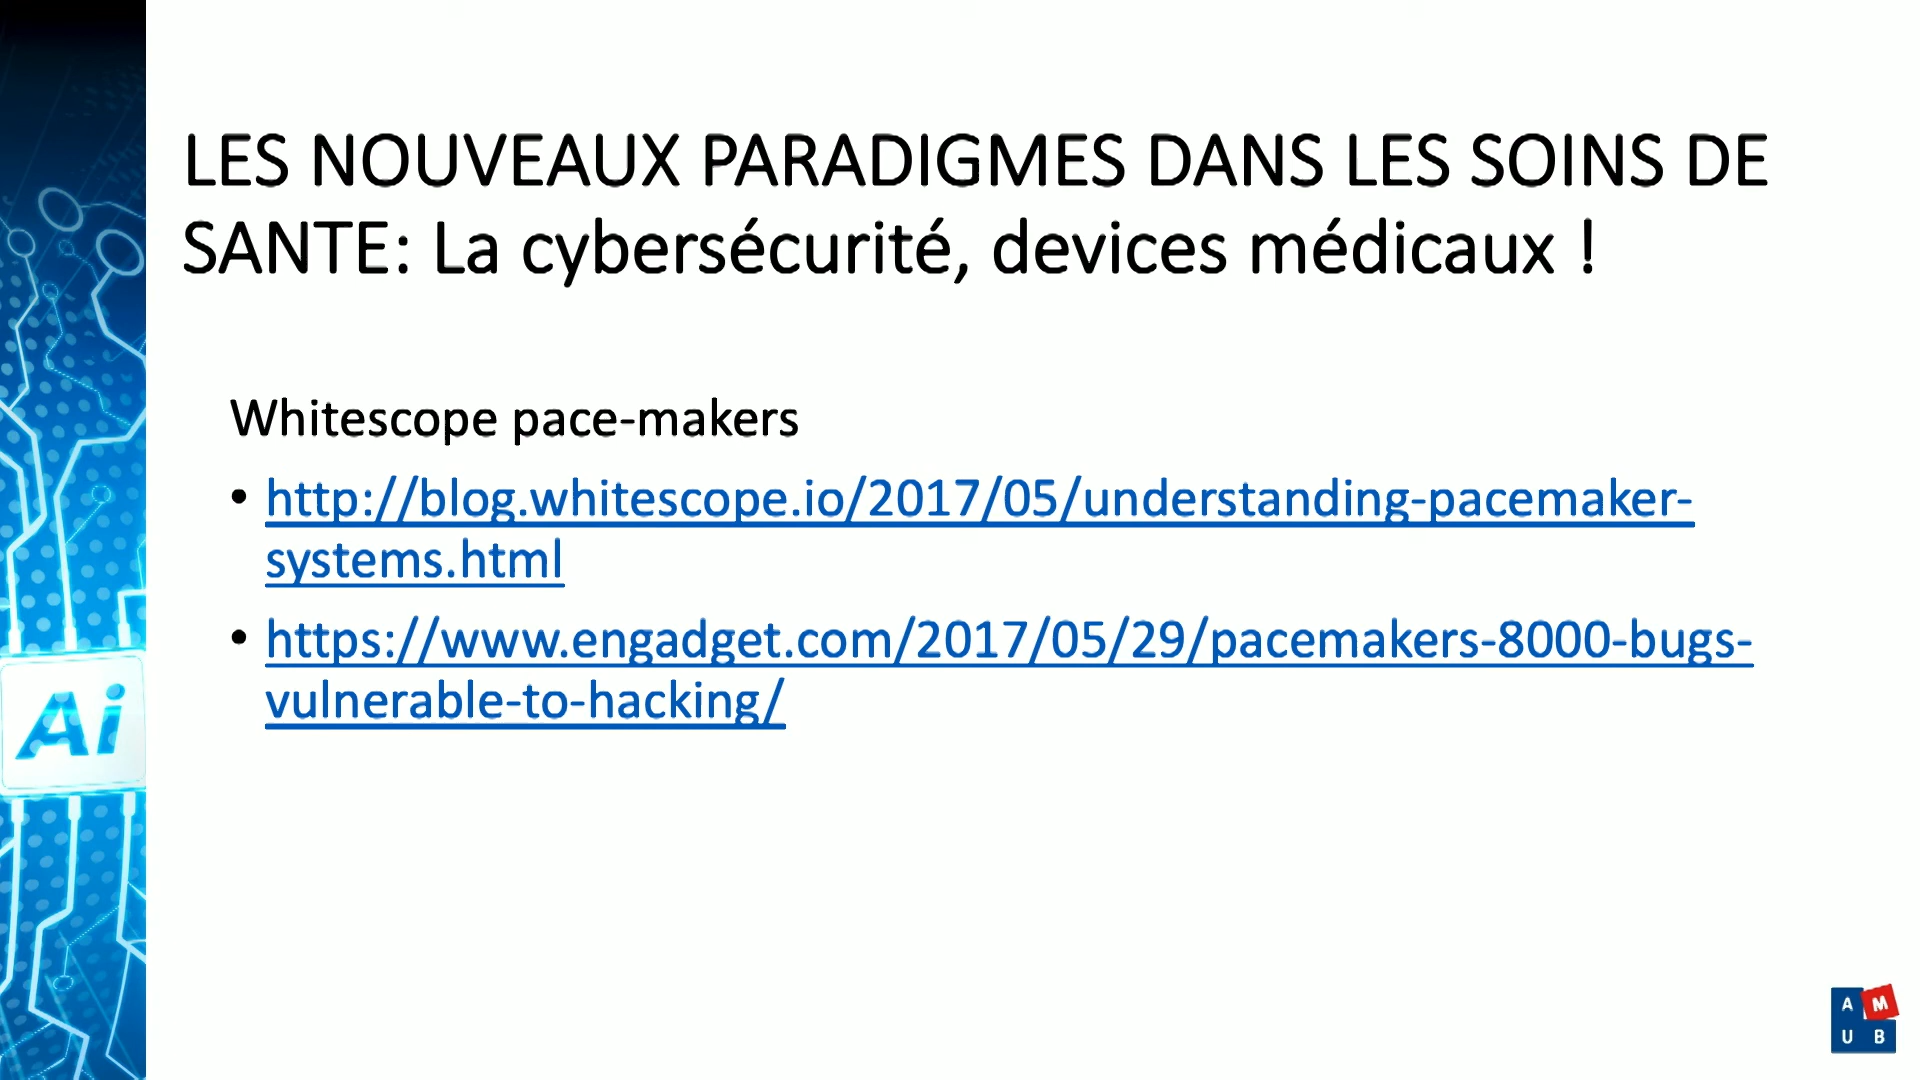 LES NOUVEAUX PARADIGMES DANS LES SOINS DE
SANTE: La cybersécurité, devices médicaux !
Whitescope pace-makers
• http://blog.whitescope.io/2017/05/understanding-pacemaker-
systems.html
• https://www.engadget.com/2017/05/29/pacemakers-8000-bugs-
vulnerable-to-hacking/
Ai
A M
U B